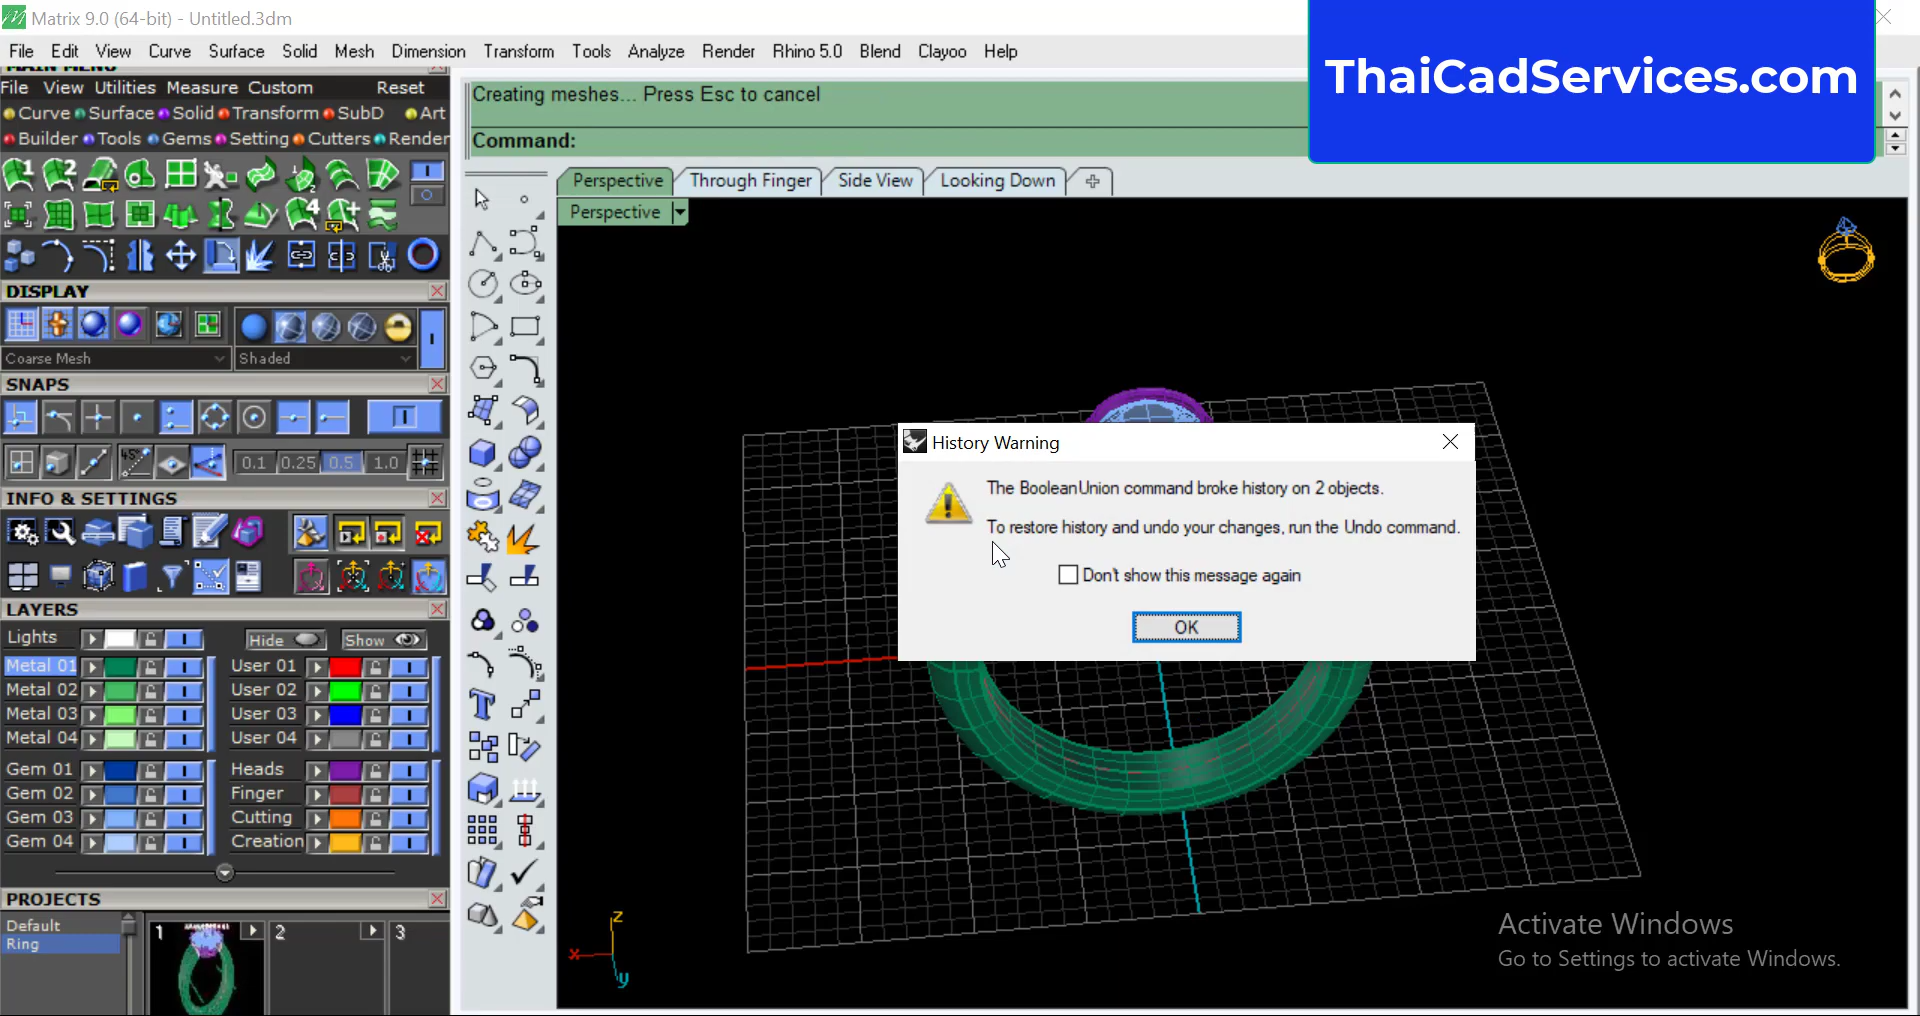 Matrix 9.0 (64-bit) - Untitled.3dm
File Edit View Curve Surface Solid Mesh Dimension Transform Tools Analyze Render Rhino 5.0 Blend Clayoo Help
ThaiCadServices.com
MAIN MENU
File View Utilities Measure Custom Reset
Curve Surface Solid Transform SubD Art
Builder Tools Gems Setting Cutters Render
Creating meshes... Press Esc to cancel
Command:
Perspective Through Finger Side View Looking Down
Perspective
1 2 4
DISPLAY
Coarse Mesh Shaded
SNAPS
45° 0.1 0.25 0.5 1.0
INFO & SETTINGS
LAYERS
Lights Hide Show
Metal 01 User 01
Metal 02 User 02
Metal 03 User 03
Metal 04 User 04
Gem 01 Heads
Gem 02 Finger
Gem 03 Cutting
Gem 04 Creation
PROJECTS
Default
Ring
1 2 3
History Warning
The BooleanUnion command broke history on 2 objects.
To restore history and undo your changes, run the Undo command.
Don't show this message again
OK
z
x
y
Activate Windows
Go to Settings to activate Windows.